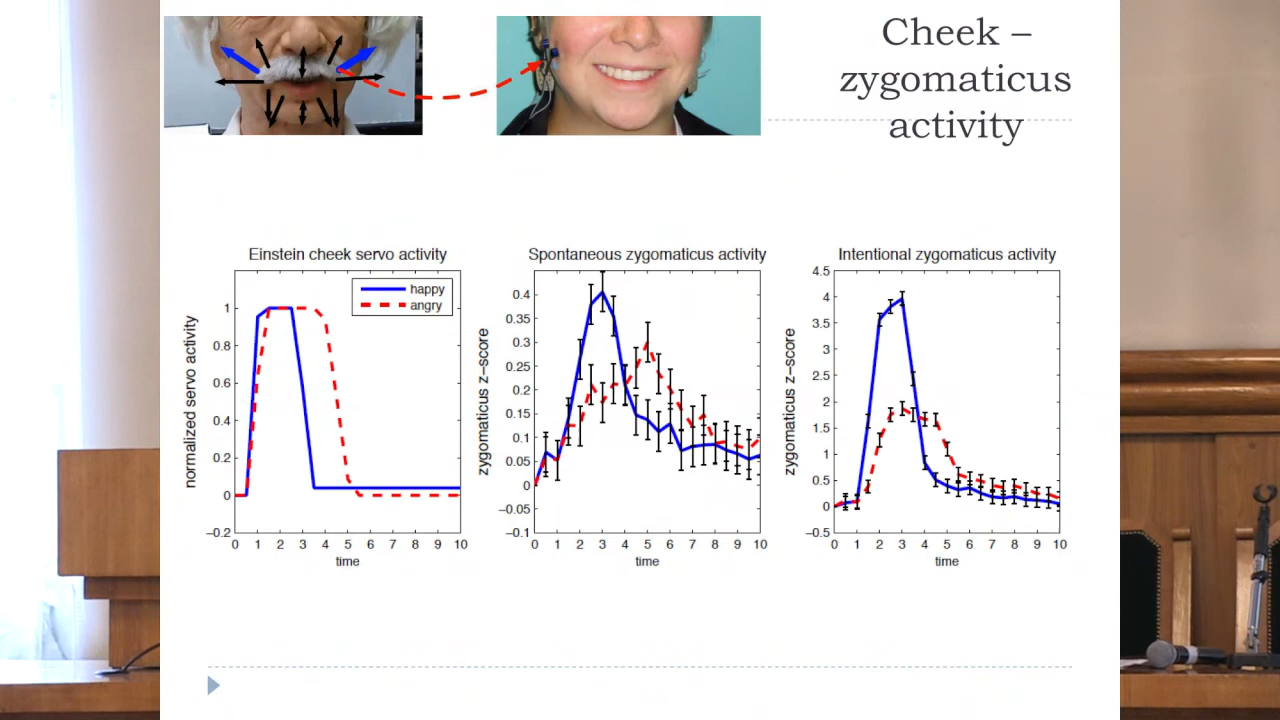 Cheek –
zygomaticus
activity
Einstein cheek servo activity
happy
angry
normalized servo activity
1
0.8
0.6
0.4
0.2
0
−0.2
0 1 2 3 4 5 6 7 8 9 10
time
Spontaneous zygomaticus activity
zygomaticus z−score
0.4
0.35
0.3
0.25
0.2
0.15
0.1
0.05
0
−0.05
−0.1
0 1 2 3 4 5 6 7 8 9 10
time
Intentional zygomaticus activity
zygomaticus z−score
4.5
4
3.5
3
2.5
2
1.5
1
0.5
0
−0.5
0 1 2 3 4 5 6 7 8 9 10
time